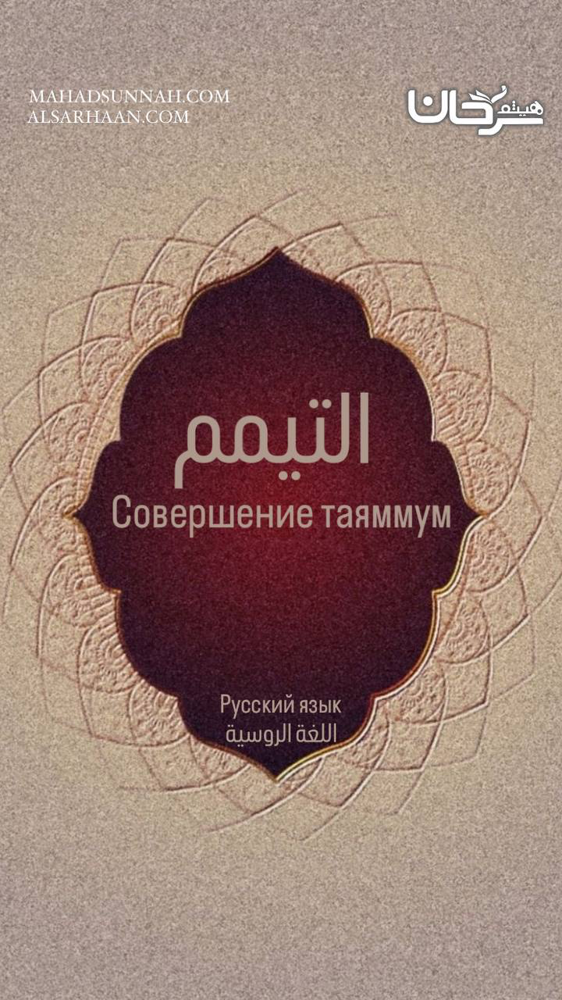 MAHADSUNNAH.COM
ALSARHAAN.COM
هيثم سرحان
التيمم
Совершение таяммум
Русский язык
اللغة الروسية